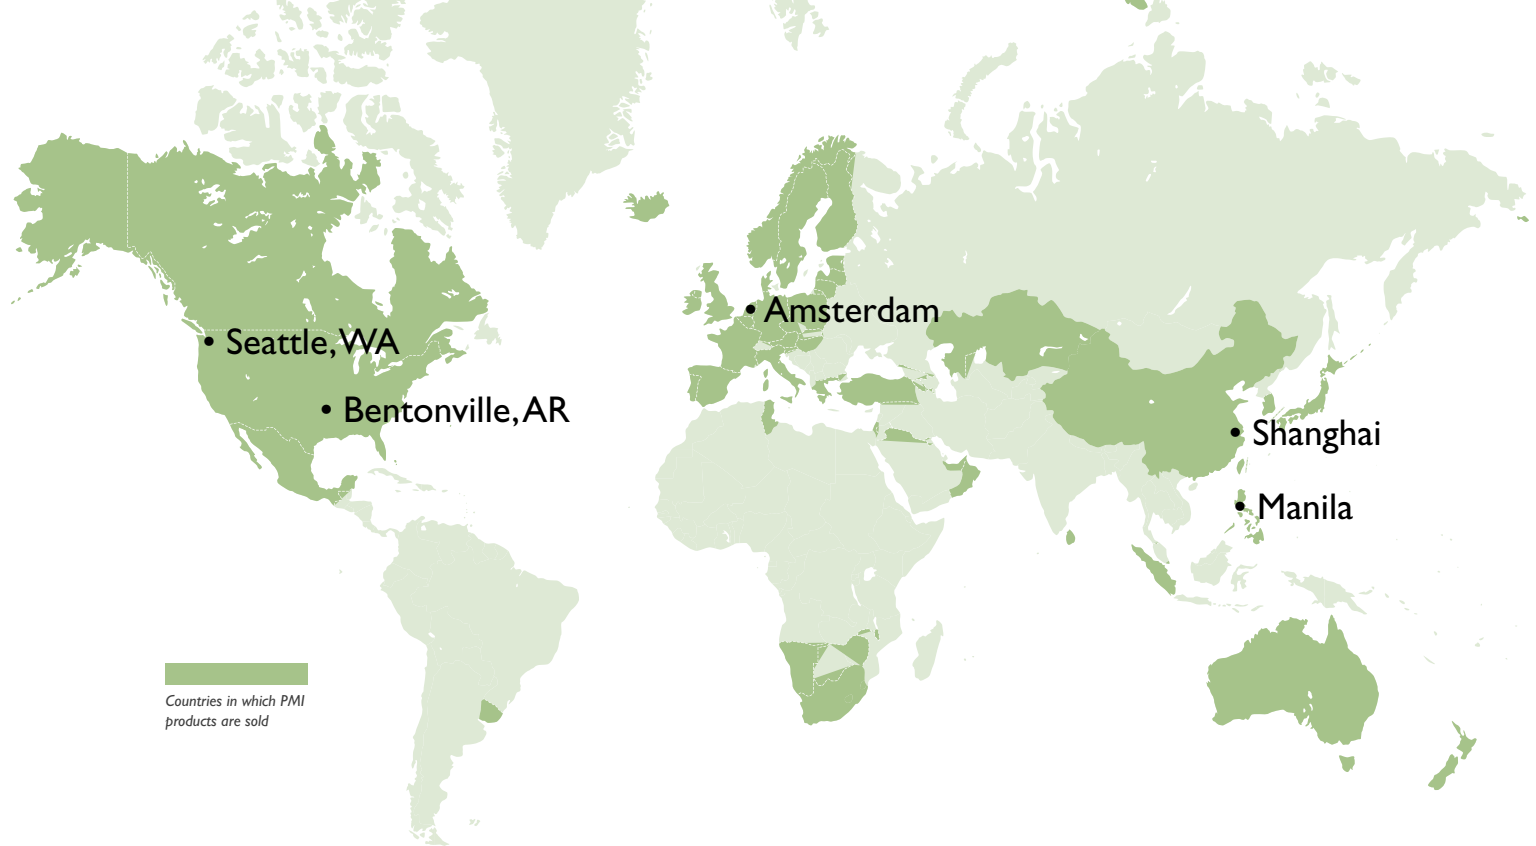 Amsterdam
Seattle, WA
Bentonville, AR
Shanghai
Manila
Countries in which PMI
products are sold